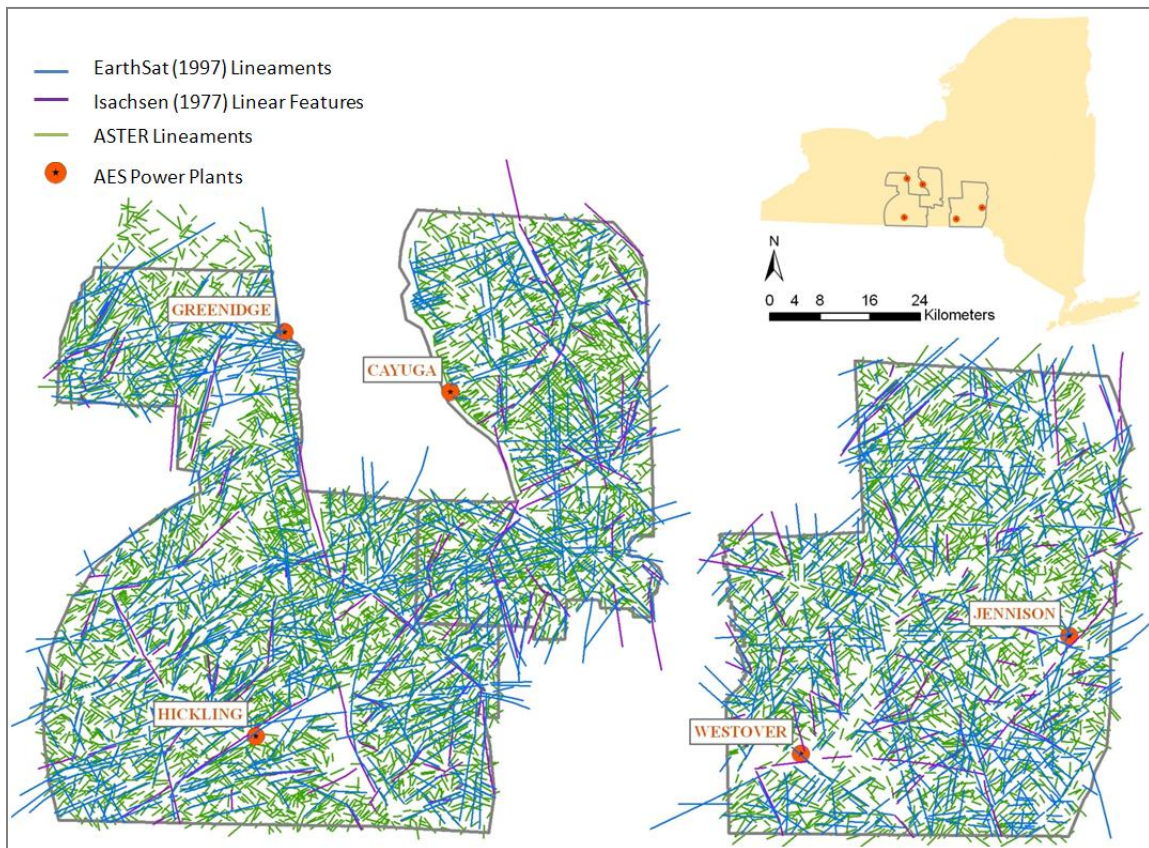 EarthSat (1997) Lineaments
Isachsen (1977) Linear Features
ASTER Lineaments
AES Power Plants
N
0 4 8 16 24
Kilometers
GREENIDGE
CAYUGA
JENNISON
HICKLING
WESTOVER